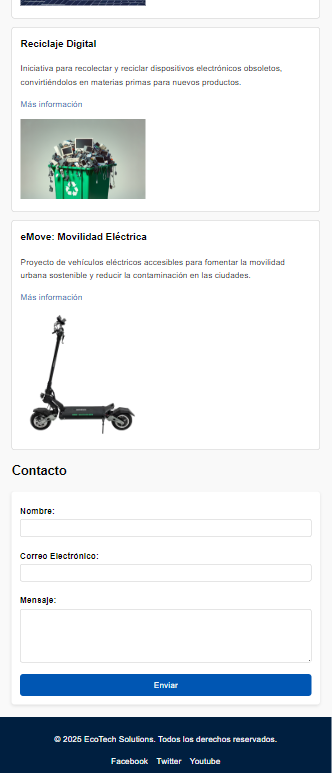 Reciclaje Digital
Iniciativa para recolectar y reciclar dispositivos electrónicos obsoletos,
convirtiéndolos en materias primas para nuevos productos.
Más información
eMove: Movilidad Eléctrica
Proyecto de vehículos eléctricos accesibles para fomentar la movilidad
urbana sostenible y reducir la contaminación en las ciudades.
Más información
Contacto
Nombre:
Correo Electrónico:
Mensaje:
Enviar
© 2025 EcoTech Solutions. Todos los derechos reservados.
Facebook Twitter Youtube